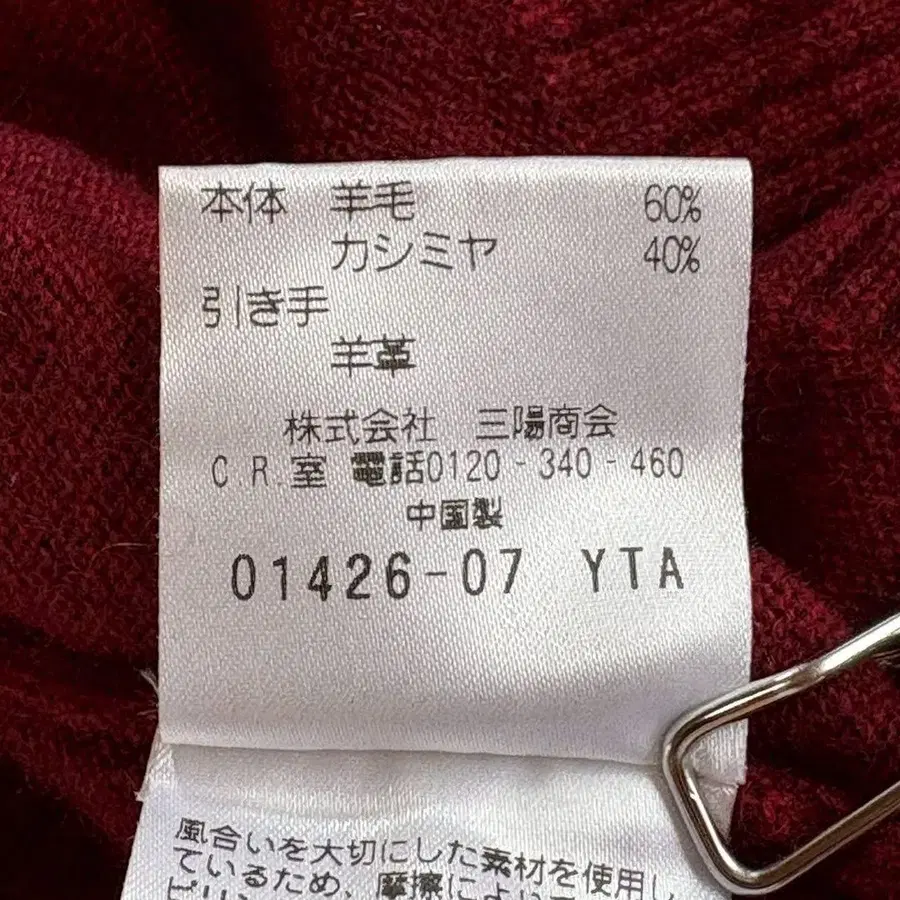 本体 羊毛 60%
カシミヤ 40%
引き手
羊革
株式会社 三陽商会
C.R.室 電話0120-340-460
中国製
01426-07 YTA
風合いを大切にした素材を使用し
ているため、摩擦によ